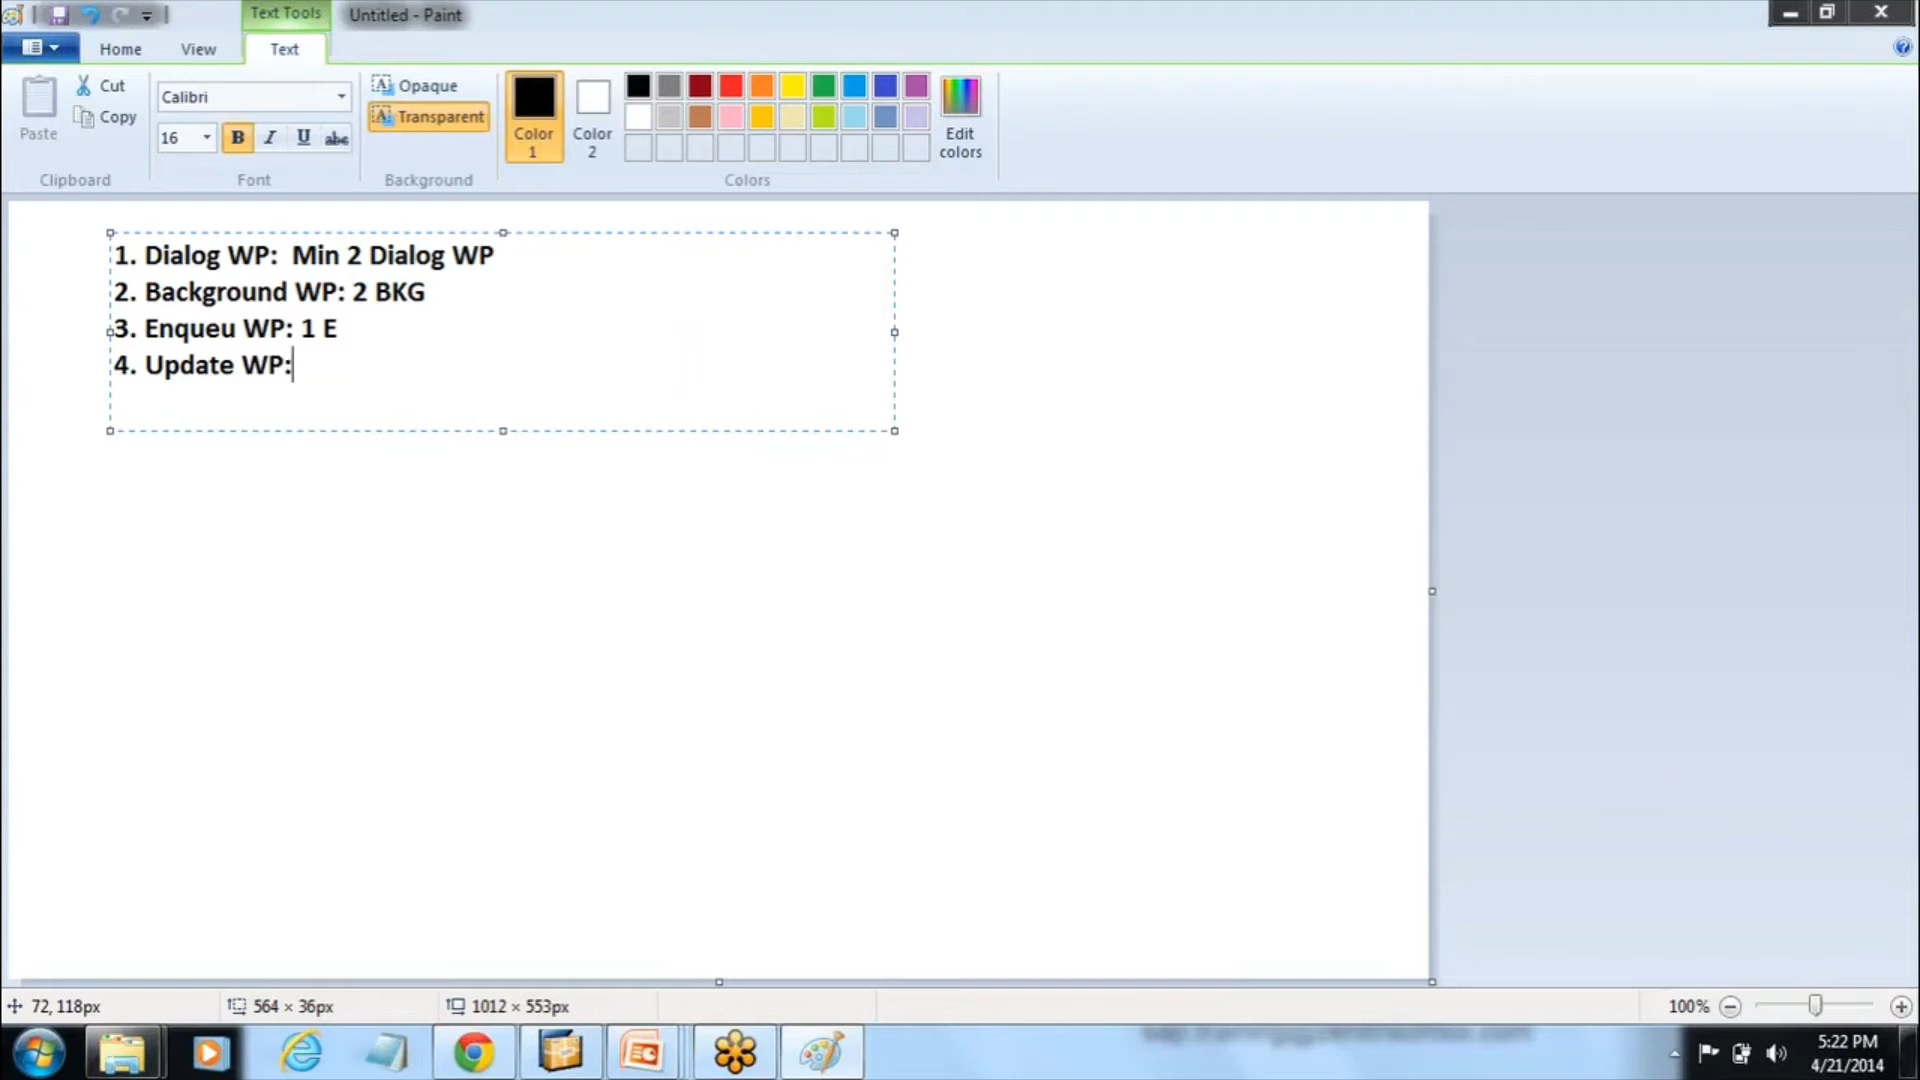 Text Tools
Untitled - Paint
Home
View
Text
Paste
Cut
Copy
Clipboard
Calibri
16
B
I
U
abc
Font
Opaque
Transparent
Background
Color
1
Color
2
Edit
colors
Colors
1. Dialog WP:  Min 2 Dialog WP
2. Background WP: 2 BKG
3. Enqueu WP: 1 E
4. Update WP:
72, 118px
564 × 36px
1012 × 553px
100%
5:22 PM
4/21/2014